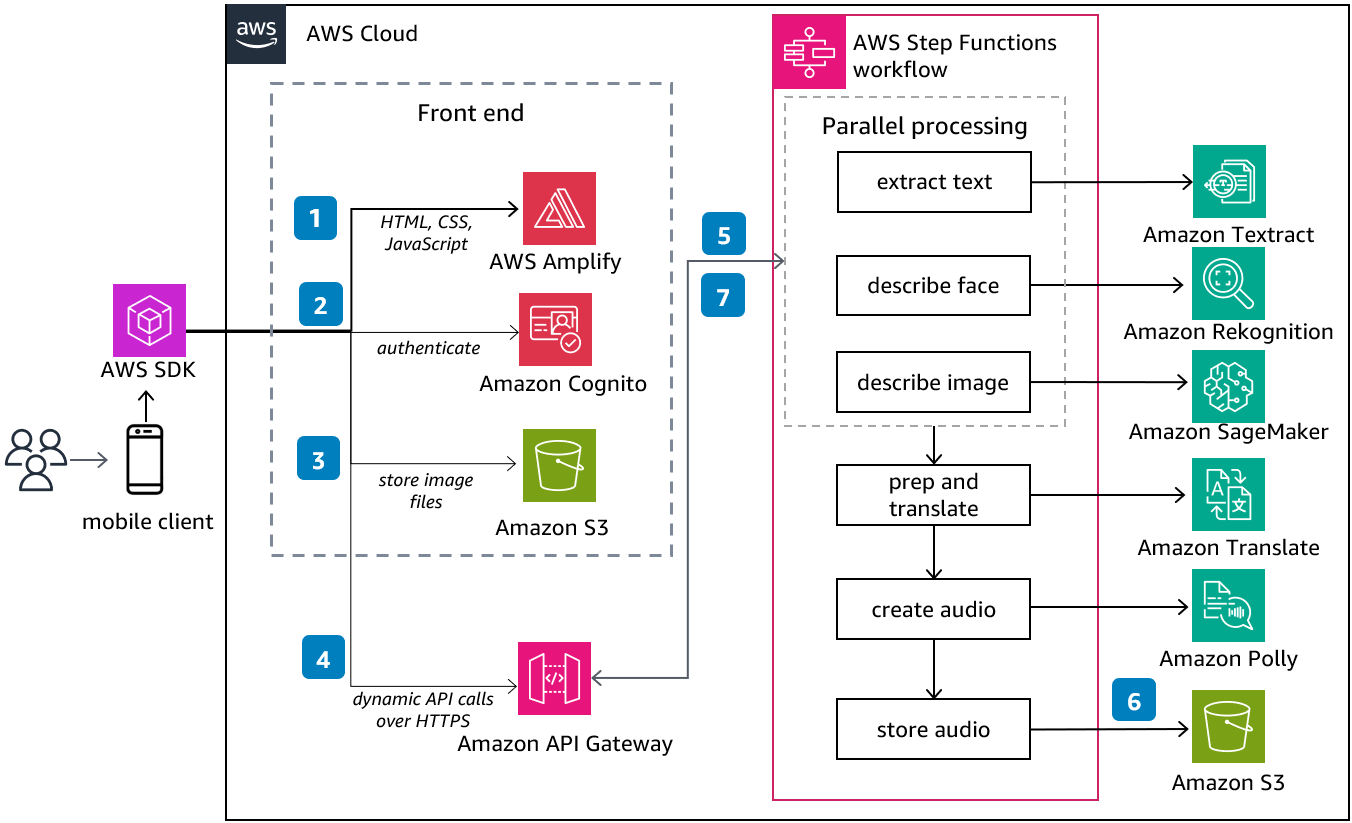 aws
AWS Cloud
AWS Step Functions
workflow
Front end
Parallel processing
1
HTML, CSS,
JavaScript
AWS Amplify
2
authenticate
Amazon Cognito
AWS SDK
mobile client
3
store image
files
Amazon S3
4
dynamic API calls
over HTTPS
Amazon API Gateway
5
7
extract text
Amazon Textract
describe face
Amazon Rekognition
describe image
Amazon SageMaker
prep and
translate
A
文
Amazon Translate
create audio
Amazon Polly
store audio
6
Amazon S3